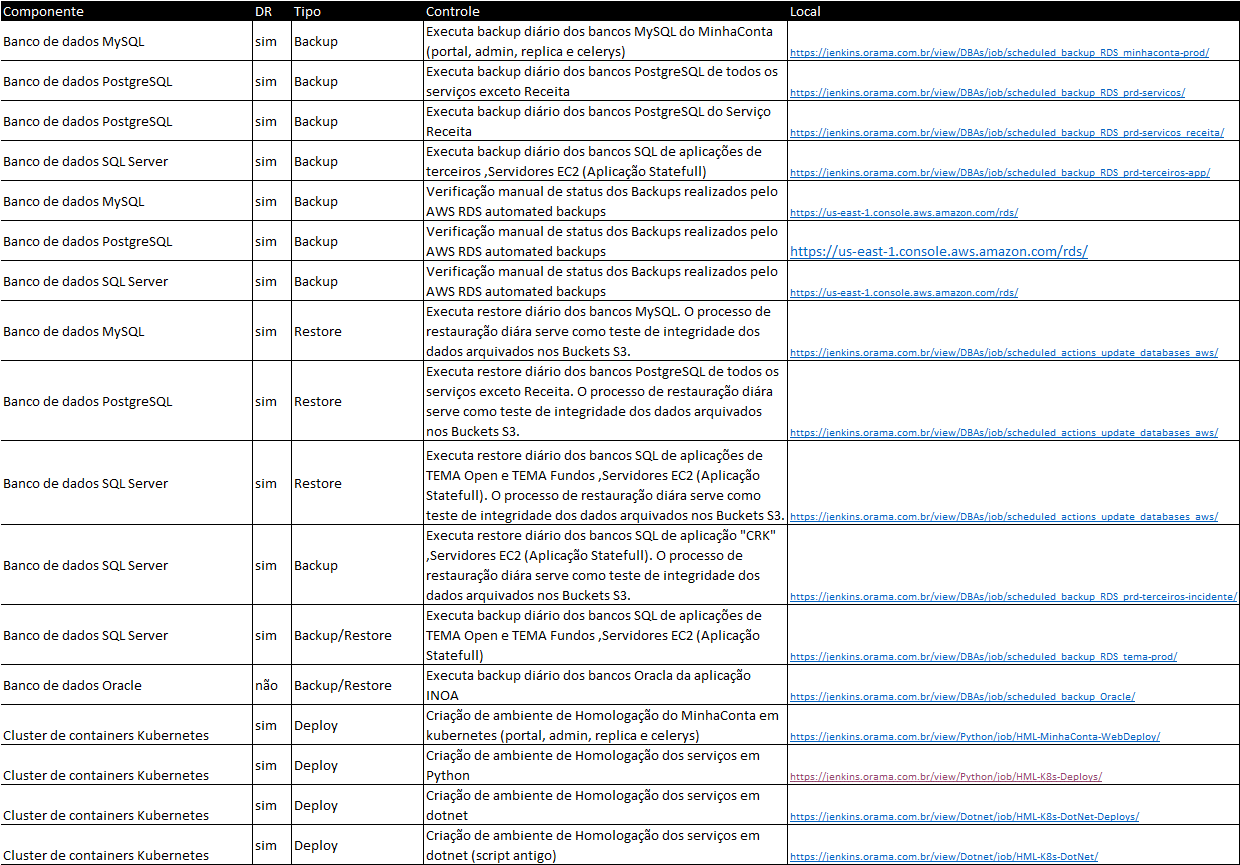 Componente DR Tipo Controle Local
Banco de dados MySQL sim Backup Executa backup diário dos bancos MySQL do MinhaConta
(portal, admin, replica e celerys) https://jenkins.orama.com.br/view/DBAs/job/scheduled_backup_RDS_minhaconta-prod/
Banco de dados PostgreSQL sim Backup Executa backup diário dos bancos PostgreSQL de todos os
serviços exceto Receita https://jenkins.orama.com.br/view/DBAs/job/scheduled_backup_RDS_prd-servicos/
Banco de dados PostgreSQL sim Backup Executa backup diário dos bancos PostgreSQL do Serviço
Receita https://jenkins.orama.com.br/view/DBAs/job/scheduled_backup_RDS_prd-servicos_receita/
Banco de dados SQL Server sim Backup Executa backup diário dos bancos SQL de aplicações de
terceiros ,Servidores EC2 (Aplicação Statefull) https://jenkins.orama.com.br/view/DBAs/job/scheduled_backup_RDS_prd-terceiros-app/
Banco de dados MySQL sim Backup Verificação manual de status dos Backups realizados pelo
AWS RDS automated backups https://us-east-1.console.aws.amazon.com/rds/
Banco de dados PostgreSQL sim Backup Verificação manual de status dos Backups realizados pelo
AWS RDS automated backups https://us-east-1.console.aws.amazon.com/rds/
Banco de dados SQL Server sim Backup Verificação manual de status dos Backups realizados pelo
AWS RDS automated backups https://us-east-1.console.aws.amazon.com/rds/
Banco de dados MySQL sim Restore Executa restore diário dos bancos MySQL. O processo de
restauração diára serve como teste de integridade dos
dados arquivados nos Buckets S3. https://jenkins.orama.com.br/view/DBAs/job/scheduled_actions_update_databases_aws/
Banco de dados PostgreSQL sim Restore Executa restore diário dos bancos PostgreSQL de todos os
serviços exceto Receita. O processo de restauração diára
serve como teste de integridade dos dados arquivados
nos Buckets S3. https://jenkins.orama.com.br/view/DBAs/job/scheduled_actions_update_databases_aws/
Banco de dados SQL Server sim Restore Executa restore diário dos bancos SQL de aplicações de
TEMA Open e TEMA Fundos ,Servidores EC2 (Aplicação
Statefull). O processo de restauração diára serve como
teste de integridade dos dados arquivados nos Buckets S3. https://jenkins.orama.com.br/view/DBAs/job/scheduled_actions_update_databases_aws/
Banco de dados SQL Server sim Backup Executa restore diário dos bancos SQL de aplicação "CRK"
,Servidores EC2 (Aplicação Statefull). O processo de
restauração diára serve como teste de integridade dos
dados arquivados nos Buckets S3. https://jenkins.orama.com.br/view/DBAs/job/scheduled_backup_RDS_prd-terceiros-incidente/
Banco de dados SQL Server sim Backup/Restore Executa backup diário dos bancos SQL de aplicações de
TEMA Open e TEMA Fundos ,Servidores EC2 (Aplicação
Statefull) https://jenkins.orama.com.br/view/DBAs/job/scheduled_backup_RDS_tema-prod/
Banco de dados Oracle não Backup/Restore Executa backup diário dos bancos Oracla da aplicação
INOA https://jenkins.orama.com.br/view/DBAs/job/scheduled_backup_Oracle/
Cluster de containers Kubernetes sim Deploy Criação de ambiente de Homologação do MinhaConta em
kubernetes (portal, admin, replica e celerys) https://jenkins.orama.com.br/view/Python/job/HML-MinhaConta-WebDeploy/
Cluster de containers Kubernetes sim Deploy Criação de ambiente de Homologação dos serviços em
Python https://jenkins.orama.com.br/view/Python/job/HML-K8s-Deploys/
Cluster de containers Kubernetes sim Deploy Criação de ambiente de Homologação dos serviços em
dotnet https://jenkins.orama.com.br/view/Dotnet/job/HML-K8s-DotNet-Deploys/
Cluster de containers Kubernetes sim Deploy Criação de ambiente de Homologação dos serviços em
dotnet (script antigo) https://jenkins.orama.com.br/view/Dotnet/job/HML-K8s-DotNet/